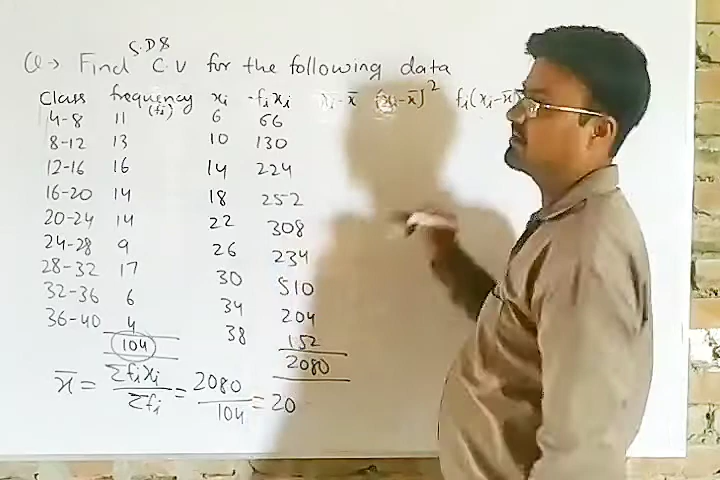 S.D &
Q→ Find C.V for the following data
Class frequency (fi) xi fixi xi-x̄ (xi-x̄)² fi(xi-x̄)
4-8 11 6 66
8-12 13 10 130
12-16 16 14 224
16-20 14 18 252
20-24 14 22 308
24-28 9 26 234
28-32 17 30 510
32-36 6 34 204
36-40 4 38 152
104 2080
x̄ = Σfixi / Σfi = 2080 / 104 = 20